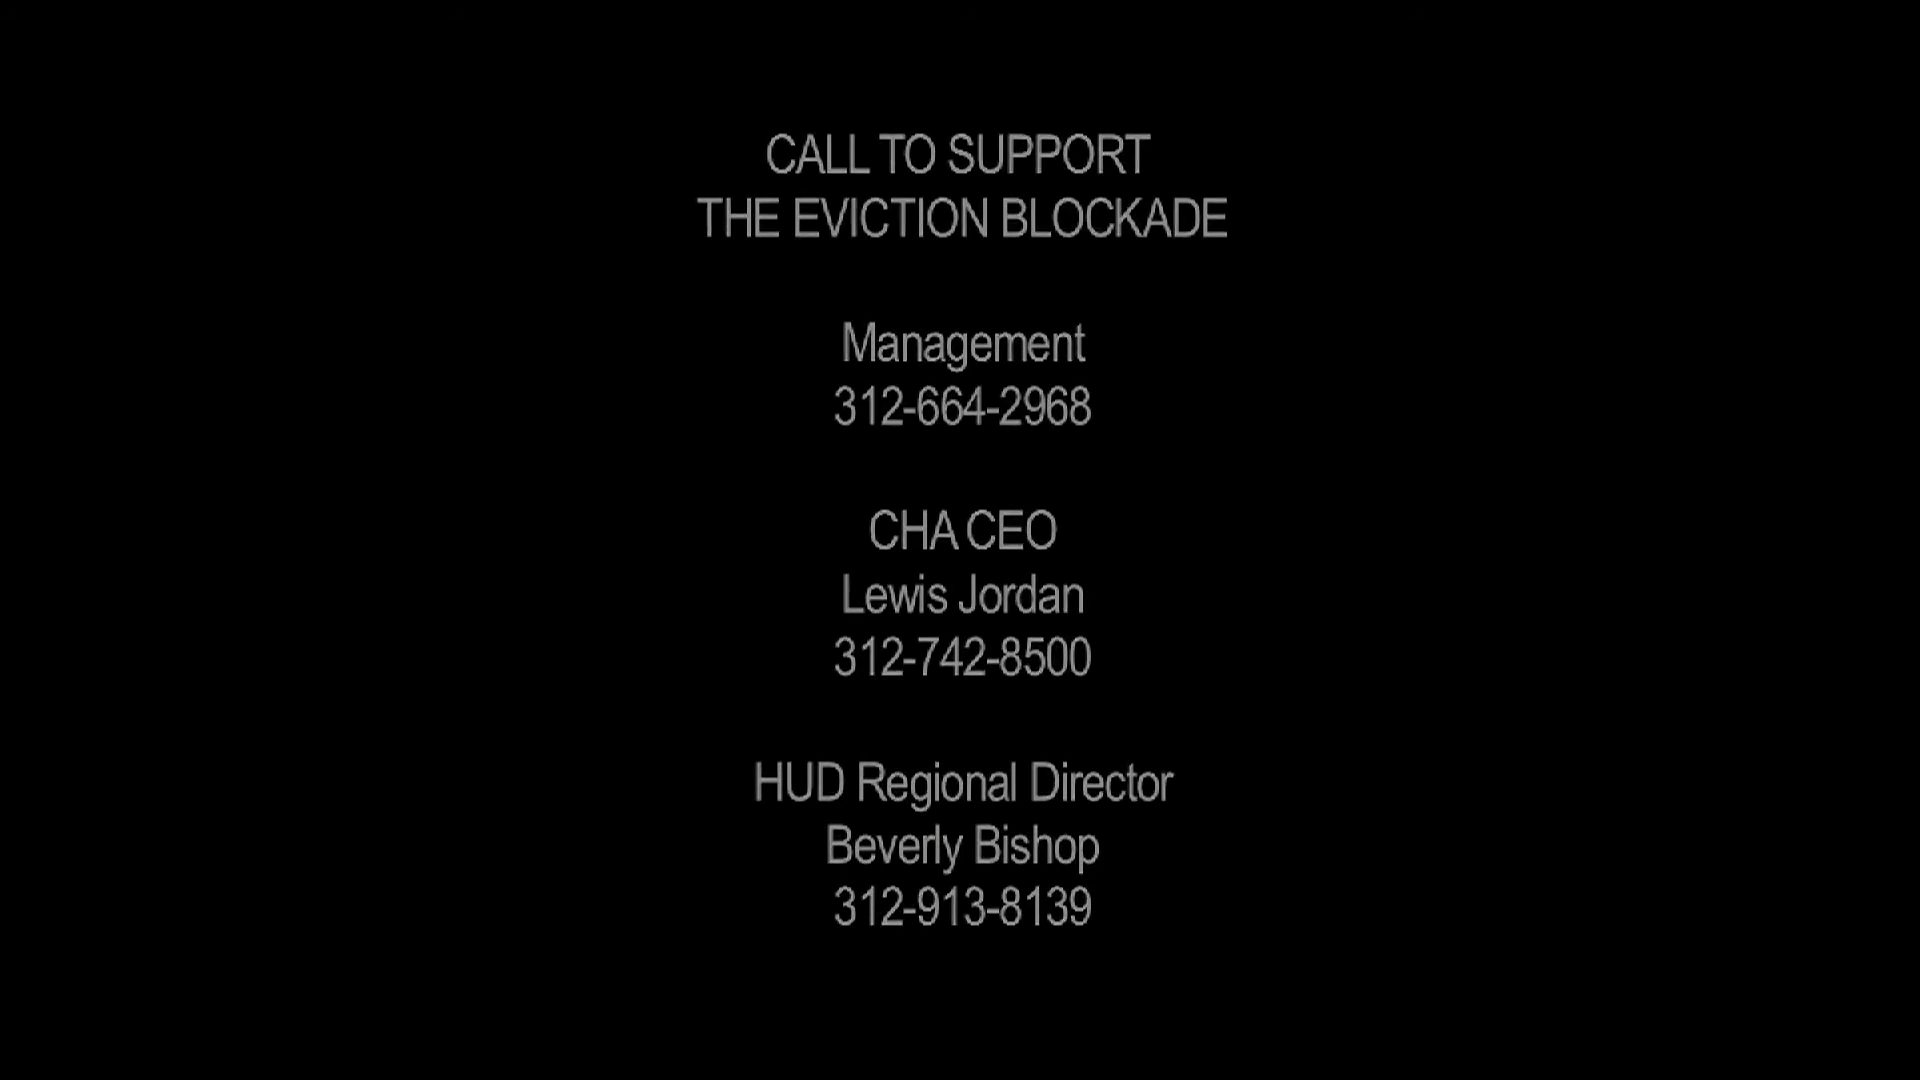 CALL TO SUPPORT
THE EVICTION BLOCKADE
Management
312-664-2968
CHA CEO
Lewis Jordan
312-742-8500
HUD Regional Director
Beverly Bishop
312-913-8139